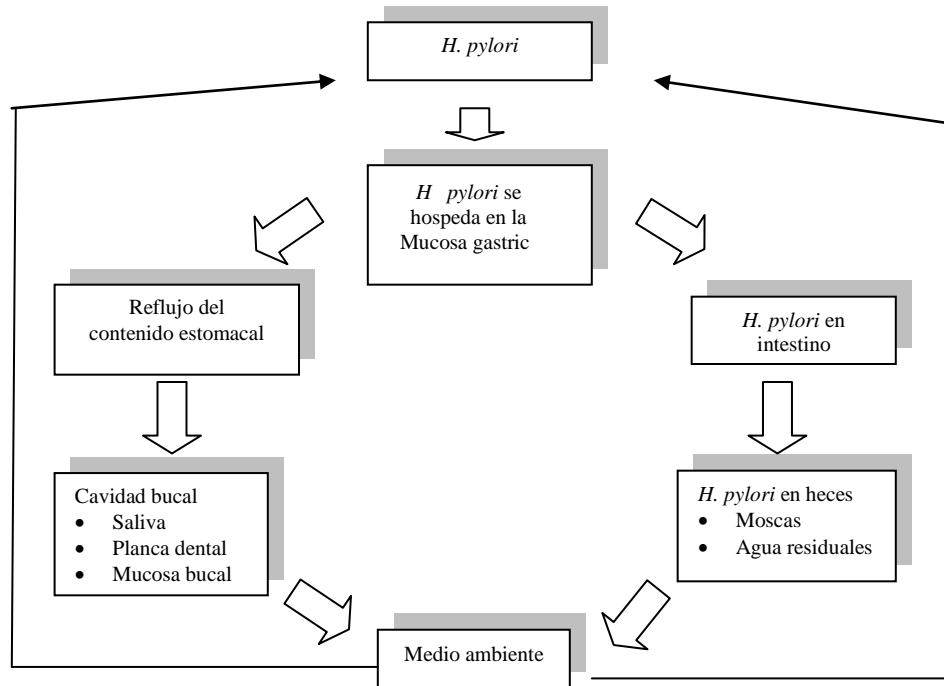 H. pylori
H pylori se
hospeda en la
Mucosa gastric
Reflujo del
contenido estomacal
H. pylori en
intestino
Cavidad bucal
• Saliva
• Planca dental
• Mucosa bucal
H. pylori en heces
• Moscas
• Agua residuales
Medio ambiente